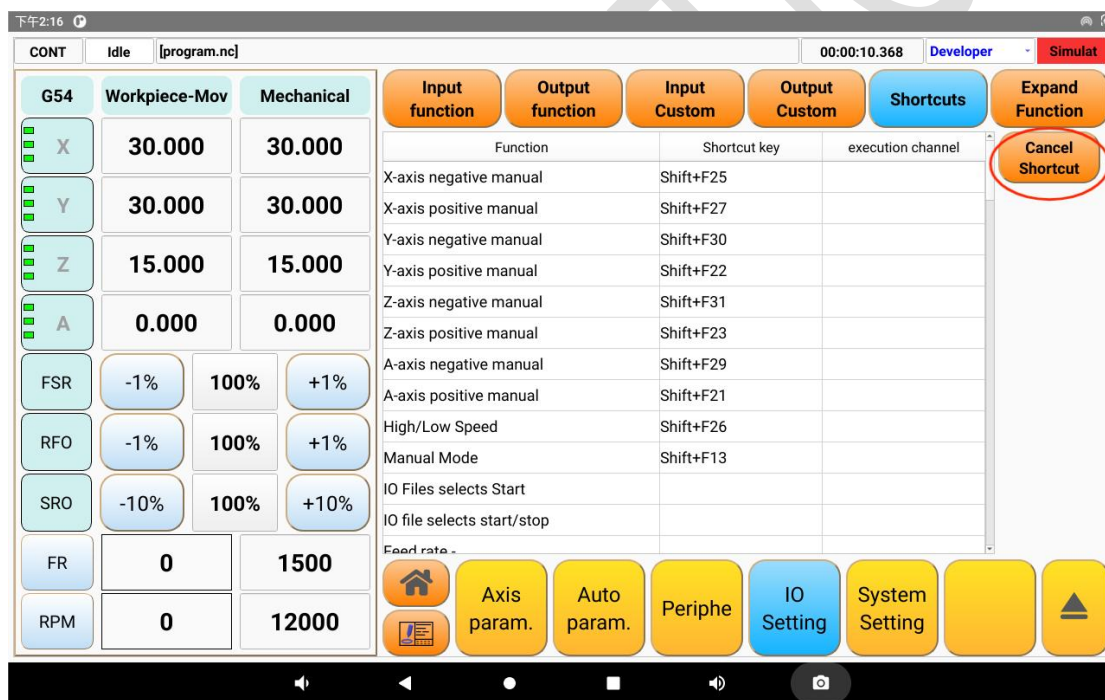 下午2:16
CONT Idle [program.nc] 00:00:10.368 Developer Simulat
G54 Workpiece-Mov Mechanical
X 30.000 30.000
Y 30.000 30.000
Z 15.000 15.000
A 0.000 0.000
FSR -1% 100% +1%
RFO -1% 100% +1%
SRO -10% 100% +10%
FR 0 1500
RPM 0 12000
Input function
Output function
Input Custom
Output Custom
Shortcuts
Expand Function
Function Shortcut key execution channel
X-axis negative manual Shift+F25
X-axis positive manual Shift+F27
Y-axis negative manual Shift+F30
Y-axis positive manual Shift+F22
Z-axis negative manual Shift+F31
Z-axis positive manual Shift+F23
A-axis negative manual Shift+F29
A-axis positive manual Shift+F21
High/Low Speed Shift+F26
Manual Mode Shift+F13
IO Files selects Start
IO file selects start/stop
Feed rate -
Cancel Shortcut
Axis param.
Auto param.
Periphe
IO Setting
System Setting